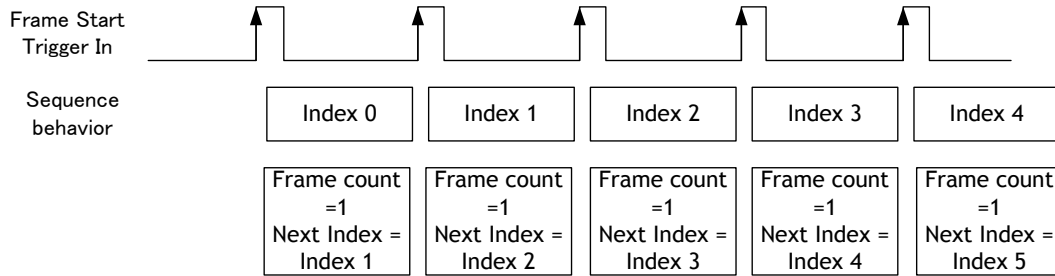 Frame Start
Trigger In
Sequence
behavior
Index 0
Index 1
Index 2
Index 3
Index 4
Frame count
=1
Next Index =
Index 1
Frame count
=1
Next Index =
Index 2
Frame count
=1
Next Index =
Index 3
Frame count
=1
Next Index =
Index 4
Frame count
=1
Next Index =
Index 5